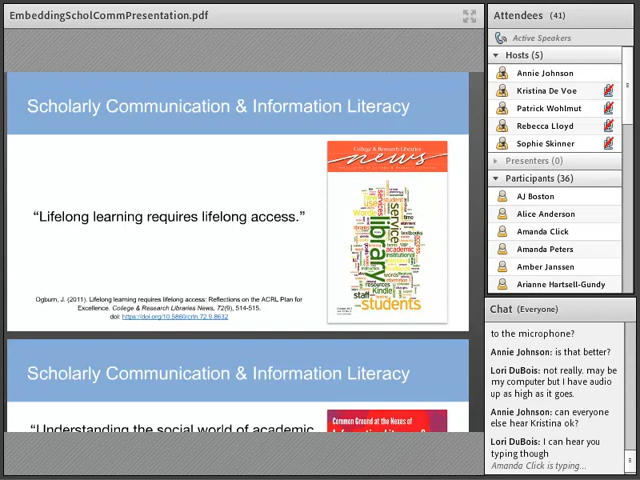 EmbeddingScholCommPresentation.pdf
Scholarly Communication & Information Literacy
College & Research Libraries
news
library
service
services
academic
institutional
resources
Kindle
staff
students
“Lifelong learning requires lifelong access.”
Ogburn, J. (2011). Lifelong learning requires lifelong access: Reflections on the ACRL Plan for
Excellence. College & Research Libraries News, 72(9), 514-515.
doi: https://doi.org/10.5860/crln.72.9.8632
Scholarly Communication & Information Literacy
“Understanding the social world of academic
Common Ground at the Nexus of
Attendees (41)
Active Speakers
Hosts (5)
Annie Johnson
Kristina De Voe
Patrick Wohlmut
Rebecca Lloyd
Sophie Skinner
Presenters (0)
Participants (36)
AJ Boston
Alice Anderson
Amanda Click
Amanda Peters
Amber Janssen
Arianne Hartsell-Gundy
Chat (Everyone)
to the microphone?
Annie Johnson: is that better?
Lori DuBois: not really. may be
my computer but I have audio
up as high as it goes.
Annie Johnson: can everyone
else hear Kristina ok?
Lori DuBois: I can hear you
typing though
Amanda Click is typing...